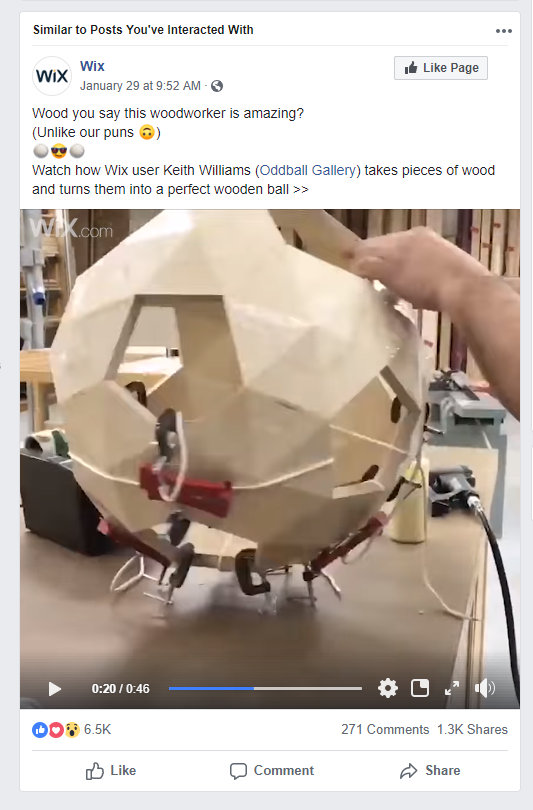 Similar to Posts You've Interacted With
WiX
Wix
January 29 at 9:52 AM ·
Like Page
Wood you say this woodworker is amazing?
(Unlike our puns 🙃)
⚪😎⚪
Watch how Wix user Keith Williams (Oddball Gallery) takes pieces of wood
and turns them into a perfect wooden ball >>
WiX.com
0:20 / 0:46
6.5K
271 Comments 1.3K Shares
Like
Comment
Share